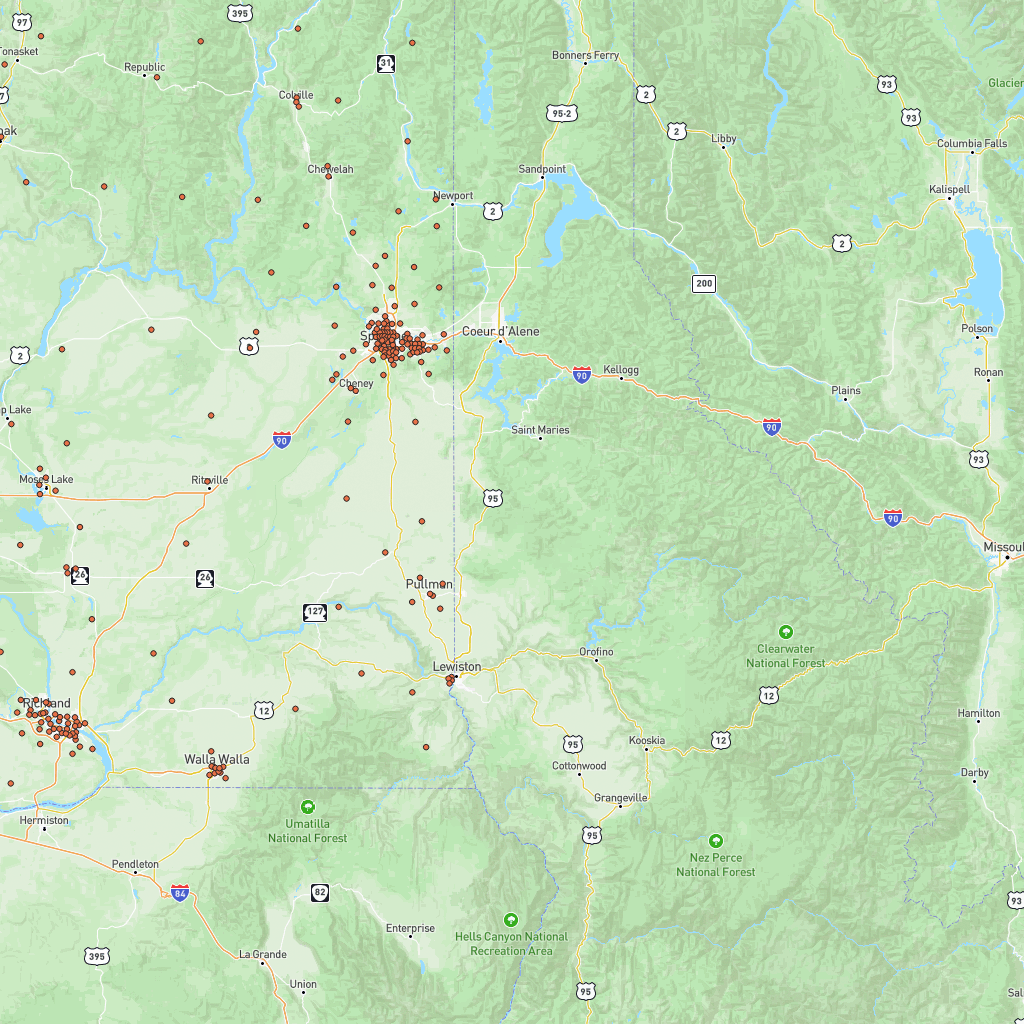 395
97
Tonasket
Bonners Ferry
31
Republic
93
Glacier
2
Colville
95-2
93
2
Libby
Columbia Falls
Chewelah
Sandpoint
Kalispell
Newport
2
2
200
Polson
Coeur d'Alene
2
Ronan
90
Kellogg
Cheney
Plains
p Lake
Saint Maries
90
90
93
Moses Lake
Ritzville
95
90
Missoul
26
26
Pullman
127
Clearwater
National Forest
Orofino
Lewiston
12
Richland
12
Hamilton
95
12
Kooskia
Walla Walla
Cottonwood
Darby
Grangeville
Umatilla
National Forest
Hermiston
95
Nez Perce
National Forest
Pendleton
84
82
93
Enterprise
Hells Canyon National
Recreation Area
395
La Grande
Union
95
Sal